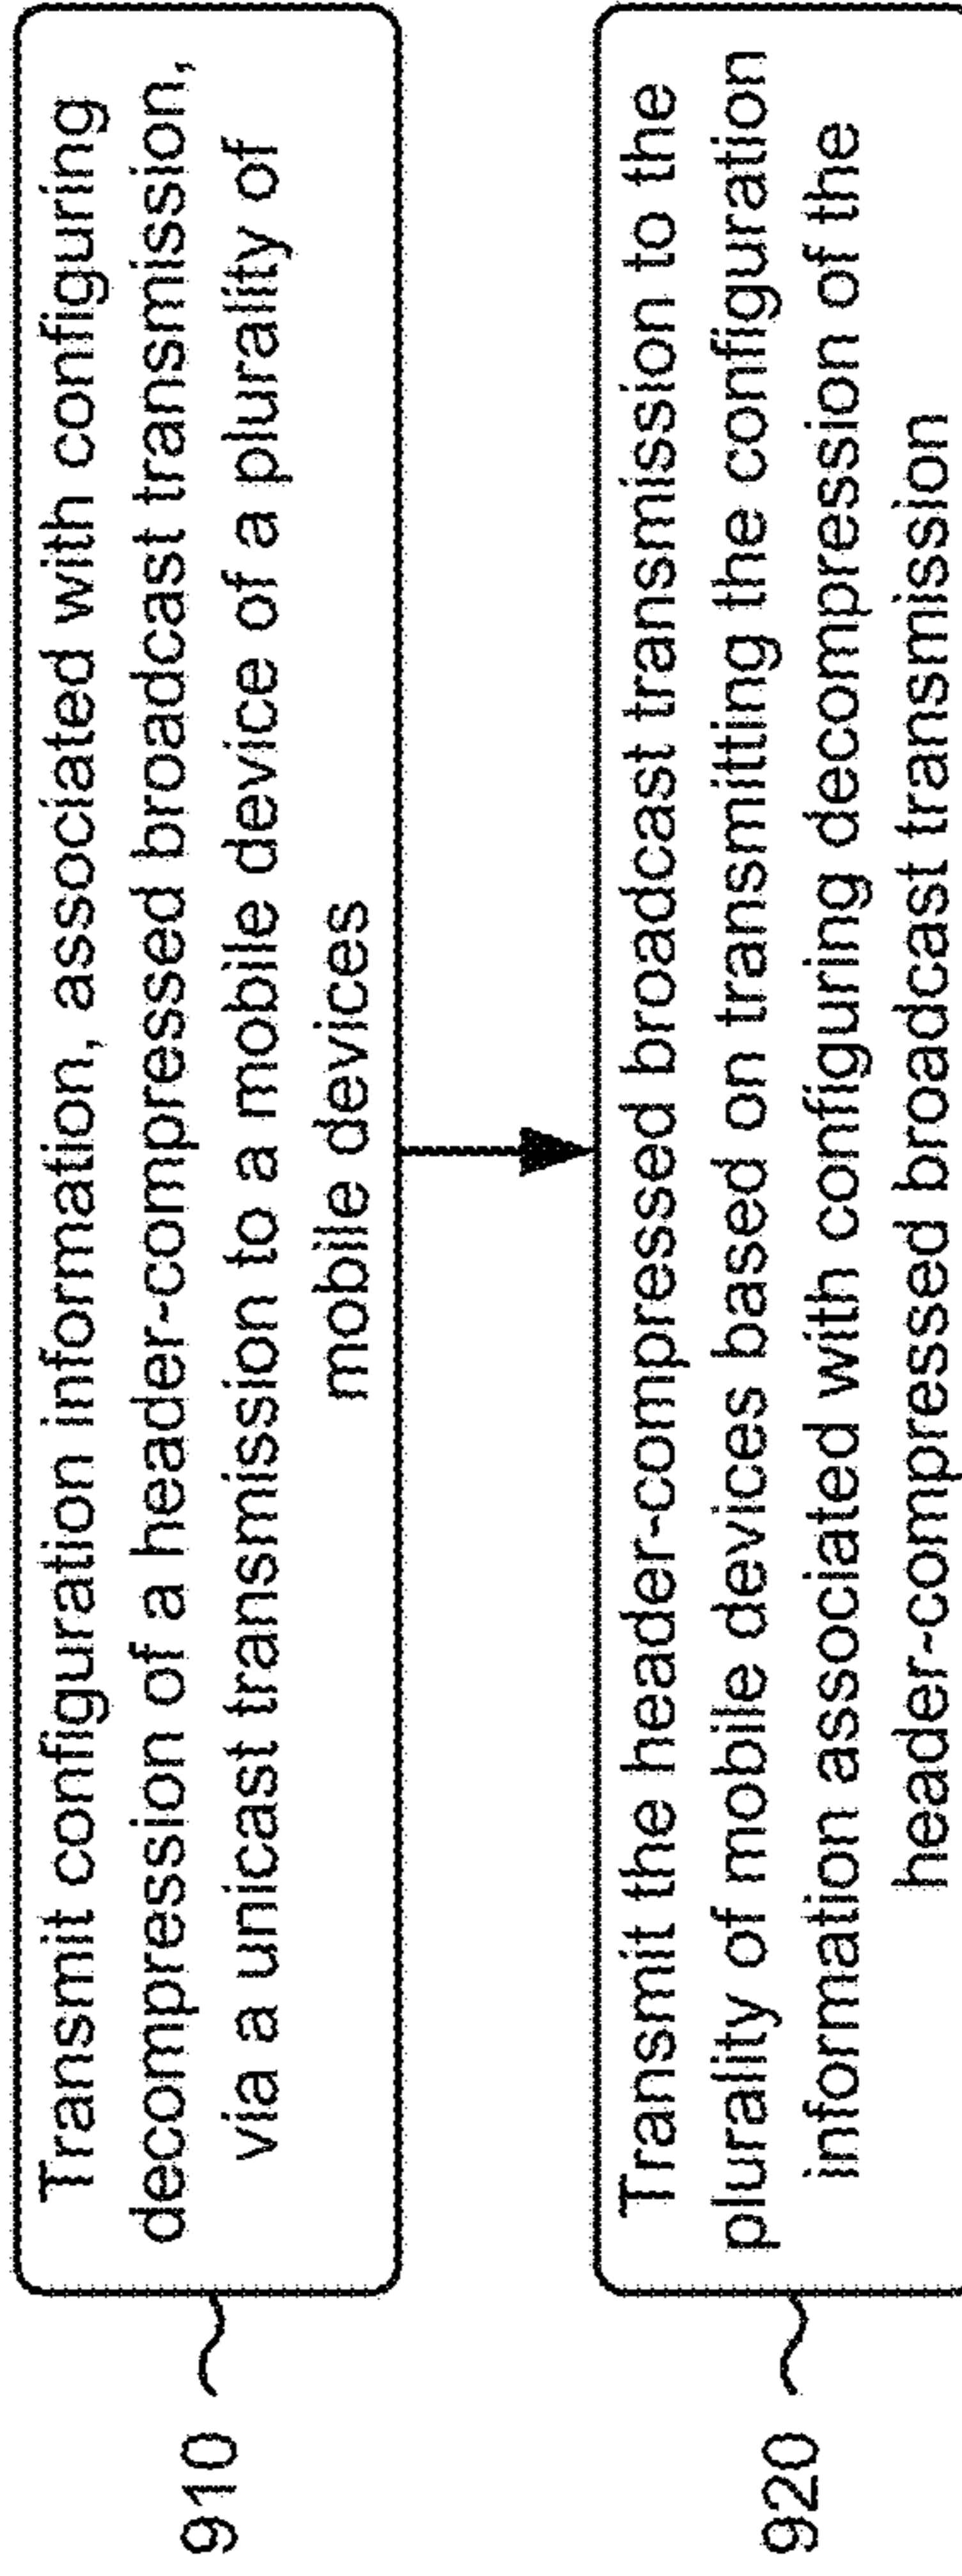 910
Transmit configuration information, associated with configuring
decompression of a header-compressed broadcast transmission,
via a unicast transmission to a mobile device of a plurality of
mobile devices
920
Transmit the header-compressed broadcast transmission to the
plurality of mobile devices based on transmitting the configuration
information associated with configuring decompression of the
header-compressed broadcast transmission